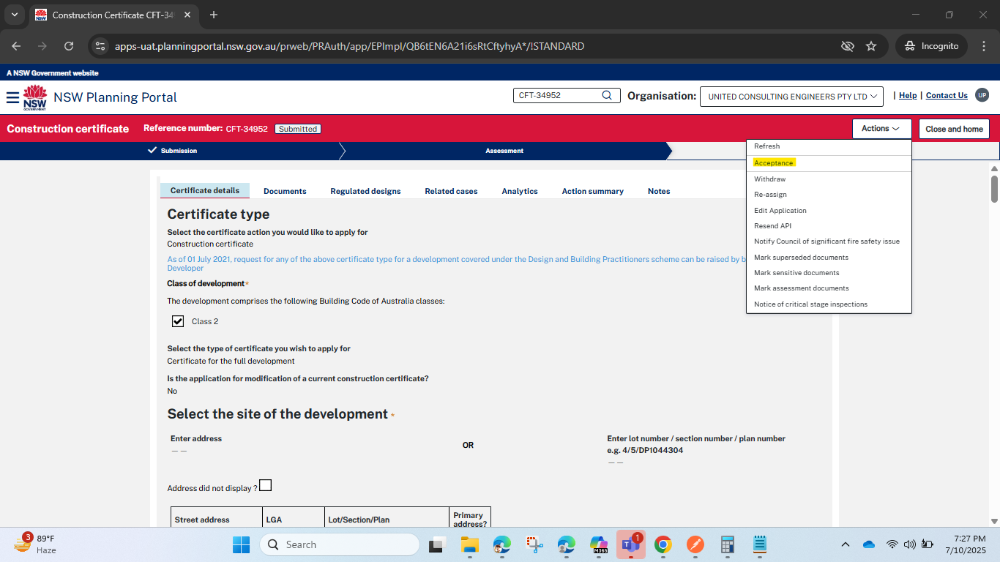 Construction Certificate CFT-34
apps-uat.planningportal.nsw.gov.au/prweb/PRAuth/app/EPImpl/QB6tEN6A21i6sRtCftyhyA*/!STANDARD
Incognito
A NSW Government website
NSW
GOVERNMENT
NSW Planning Portal
CFT-34952
Organisation:
UNITED CONSULTING ENGINEERS PTY LTD
| Help | Contact Us
UP
Construction certificate
Reference number: CFT-34952
Submitted
Actions
Close and home
Submission
Assessment
Refresh
Acceptance
Withdraw
Re-assign
Edit Application
Resend API
Notify Council of significant fire safety issue
Mark superseded documents
Mark sensitive documents
Mark assessment documents
Notice of critical stage inspections
Certificate details
Documents
Regulated designs
Related cases
Analytics
Action summary
Notes
Certificate type
Select the certificate action you would like to apply for
Construction certificate
As of 01 July 2021, request for any of the above certificate type for a development covered under the Design and Building Practitioners scheme can be raised by b
Developer
Class of development*
The development comprises the following Building Code of Australia classes:
Class 2
Select the type of certificate you wish to apply for
Certificate for the full development
Is the application for modification of a current construction certificate?
No
Select the site of the development *
Enter address
— —
OR
Enter lot number / section number / plan number
e.g. 4/5/DP1044304
— —
Address did not display ?
Street address
LGA
Lot/Section/Plan
Primary
address?
3
89°F
Haze
Search
M365
1
7:27 PM
7/10/2025